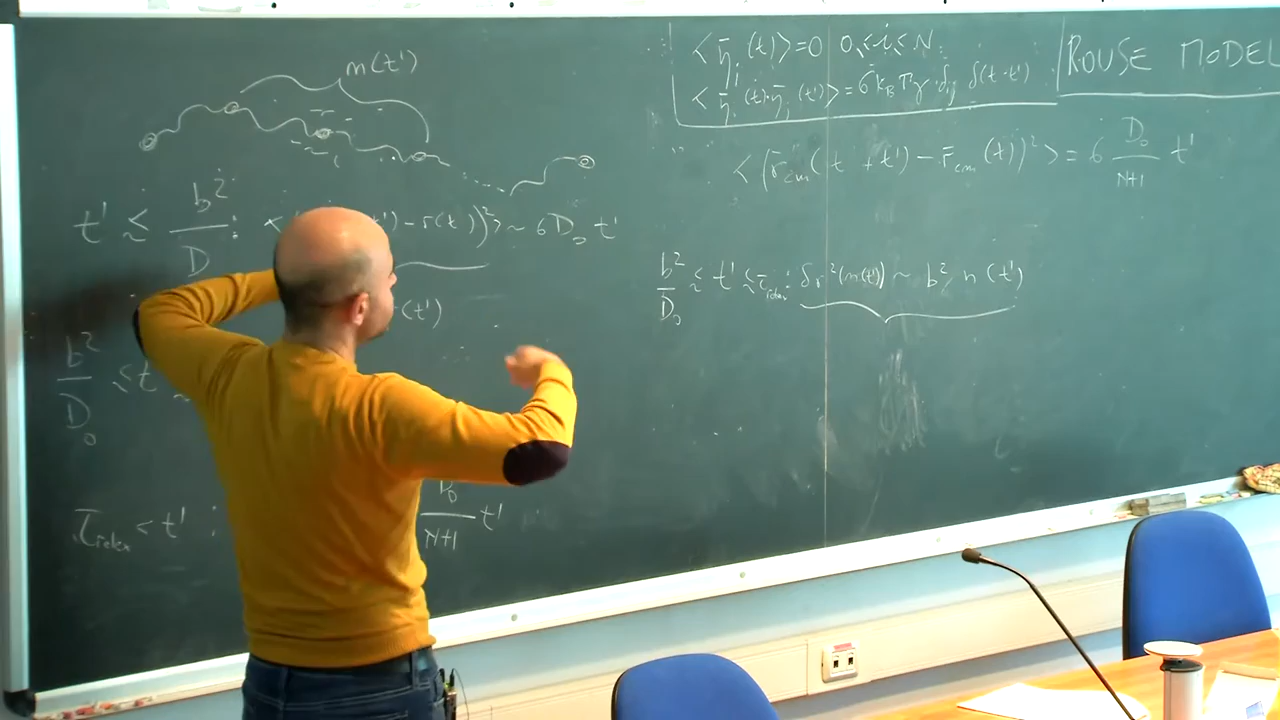 m(t')
t' ≲ b²/D : < t') - r(t))²> ~ 6D₀ t'
(t')
b²/D₀ ≲ t
τ_relax < t' : D₀/N+1 t'
<η̄ᵢ(t)> = 0 0 ≤ i ≤ N
<η̄ᵢ(t)·η̄ⱼ(t')> = 6 k_B T γ δᵢⱼ δ(t-t')
ROUSE MODEL
<(r̄_cm(t+t') - r̄_cm(t))²> = 6 D₀/N+1 t'
b²/D₀ ≲ t' ≲ τ_relax : δr²(m(t')) ~ b² n(t')